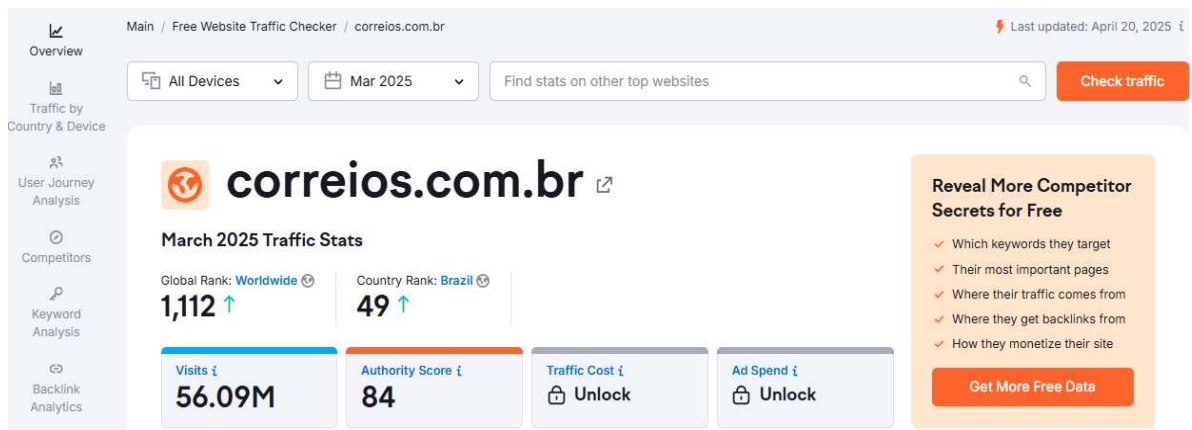 Overview
Traffic by
Country & Device
User Journey
Analysis
Competitors
Keyword
Analysis
Backlink
Analytics
Main / Free Website Traffic Checker / correios.com.br
Last updated: April 20, 2025 i
All Devices
Mar 2025
Find stats on other top websites
Check traffic
correios.com.br
March 2025 Traffic Stats
Global Rank: Worldwide
1,112 ↑
Country Rank: Brazil
49 ↑
Visits i
56.09M
Authority Score i
84
Traffic Cost i
Unlock
Ad Spend i
Unlock
Reveal More Competitor
Secrets for Free
Which keywords they target
Their most important pages
Where their traffic comes from
Where they get backlinks from
How they monetize their site
Get More Free Data